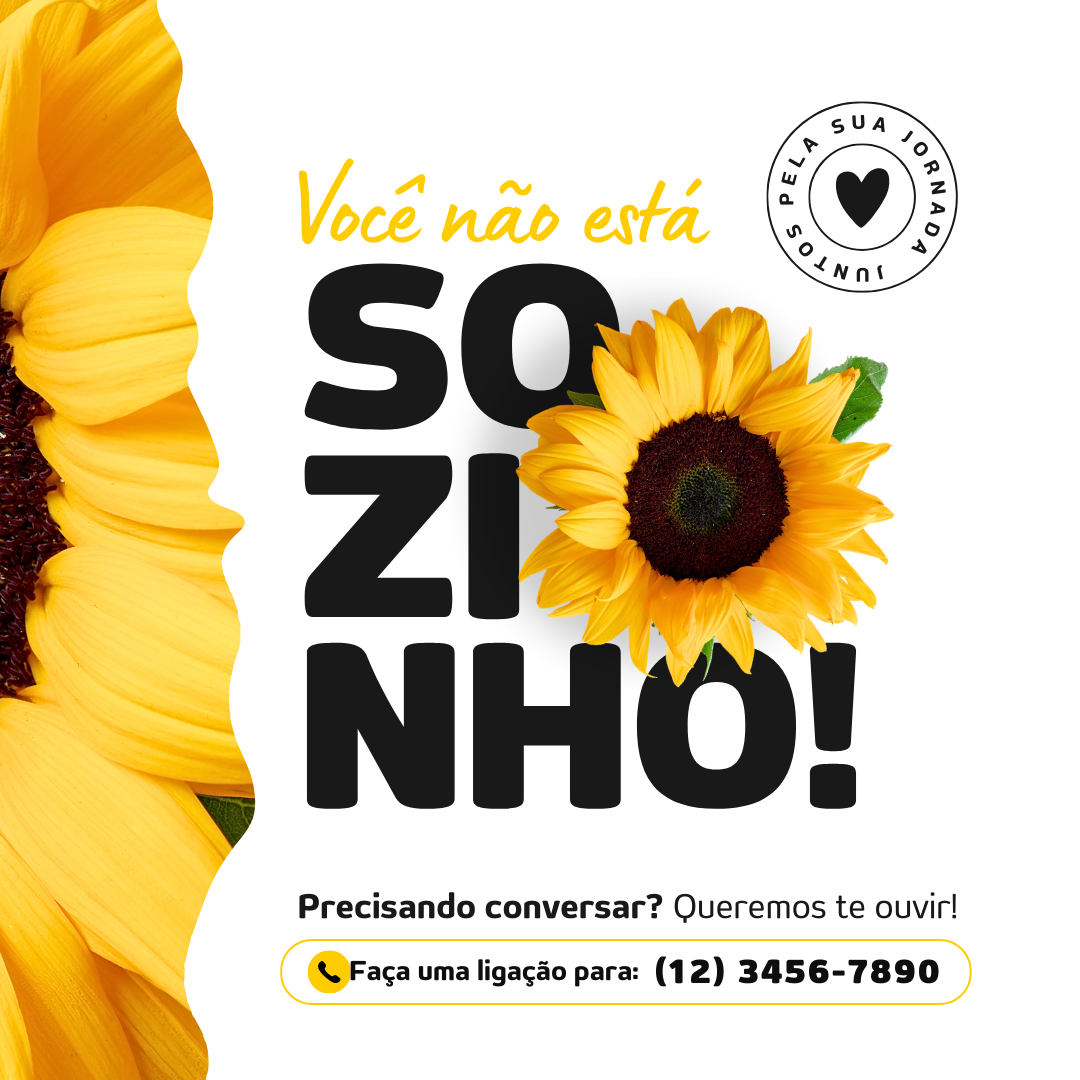 JUNTOS PELA SUA JORNADA
Você não está
SO
ZI
NHO!
Precisando conversar? Queremos te ouvir!
Faça uma ligação para: (12) 3456-7890